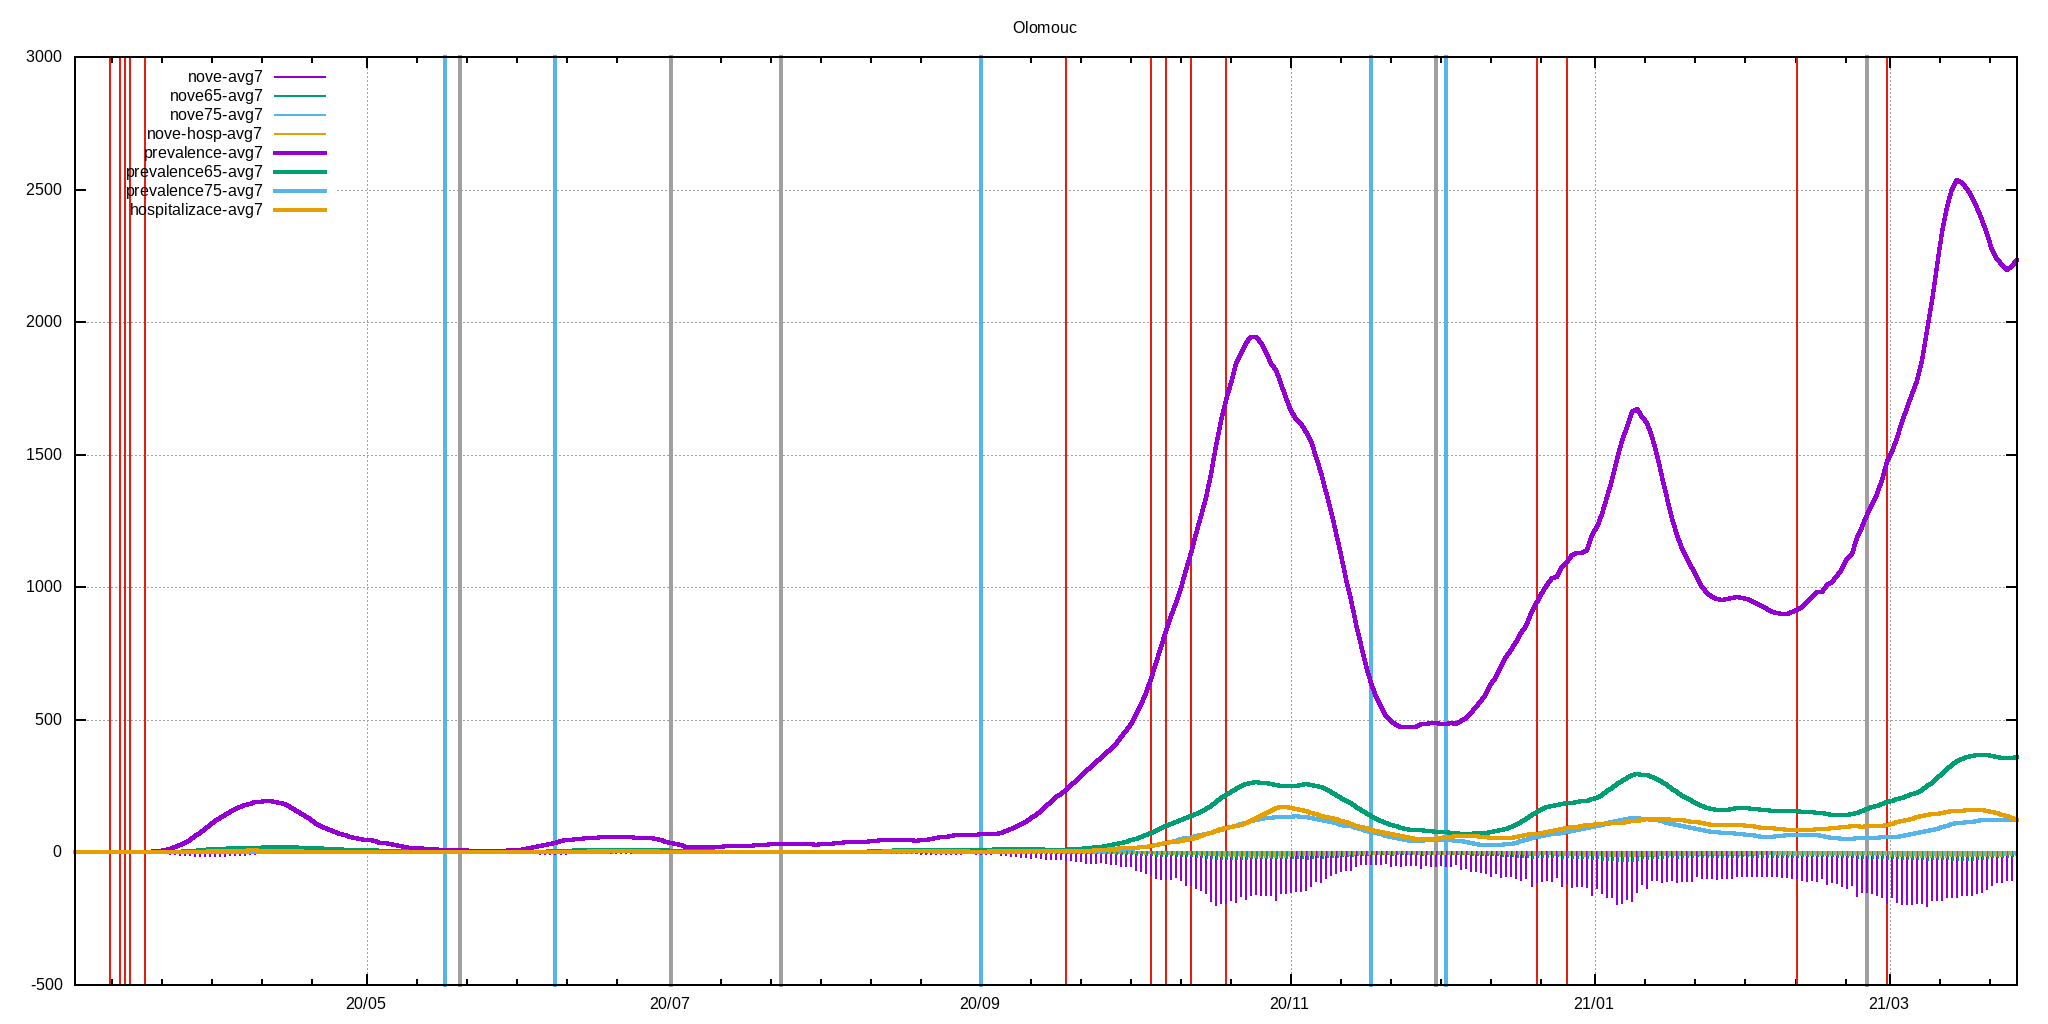 Olomouc
3000
2500
2000
1500
1000
500
0
-500
nove-avg7
nove65-avg7
nove75-avg7
nove-hosp-avg7
prevalence-avg7
prevalence65-avg7
prevalence75-avg7
hospitalizace-avg7
20/05 20/07 20/09 20/11 21/01 21/03